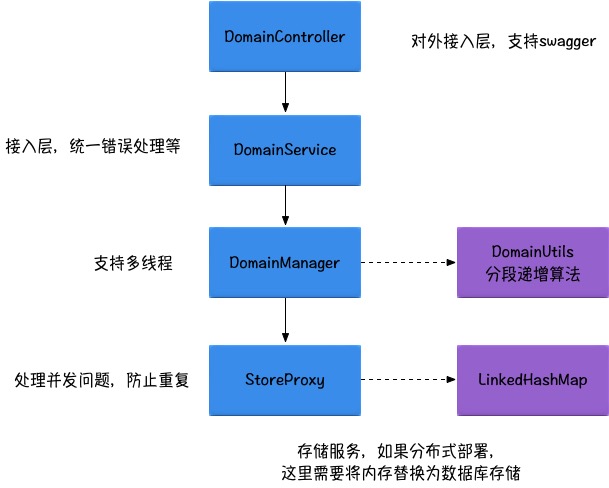 DomainController
对外接入层，支持swagger
接入层，统一错误处理等
DomainService
支持多线程
DomainManager
DomainUtils
分段递增算法
处理并发问题，防止重复
StoreProxy
LinkedHashMap
存储服务，如果分布式部署，
这里需要将内存替换为数据库存储